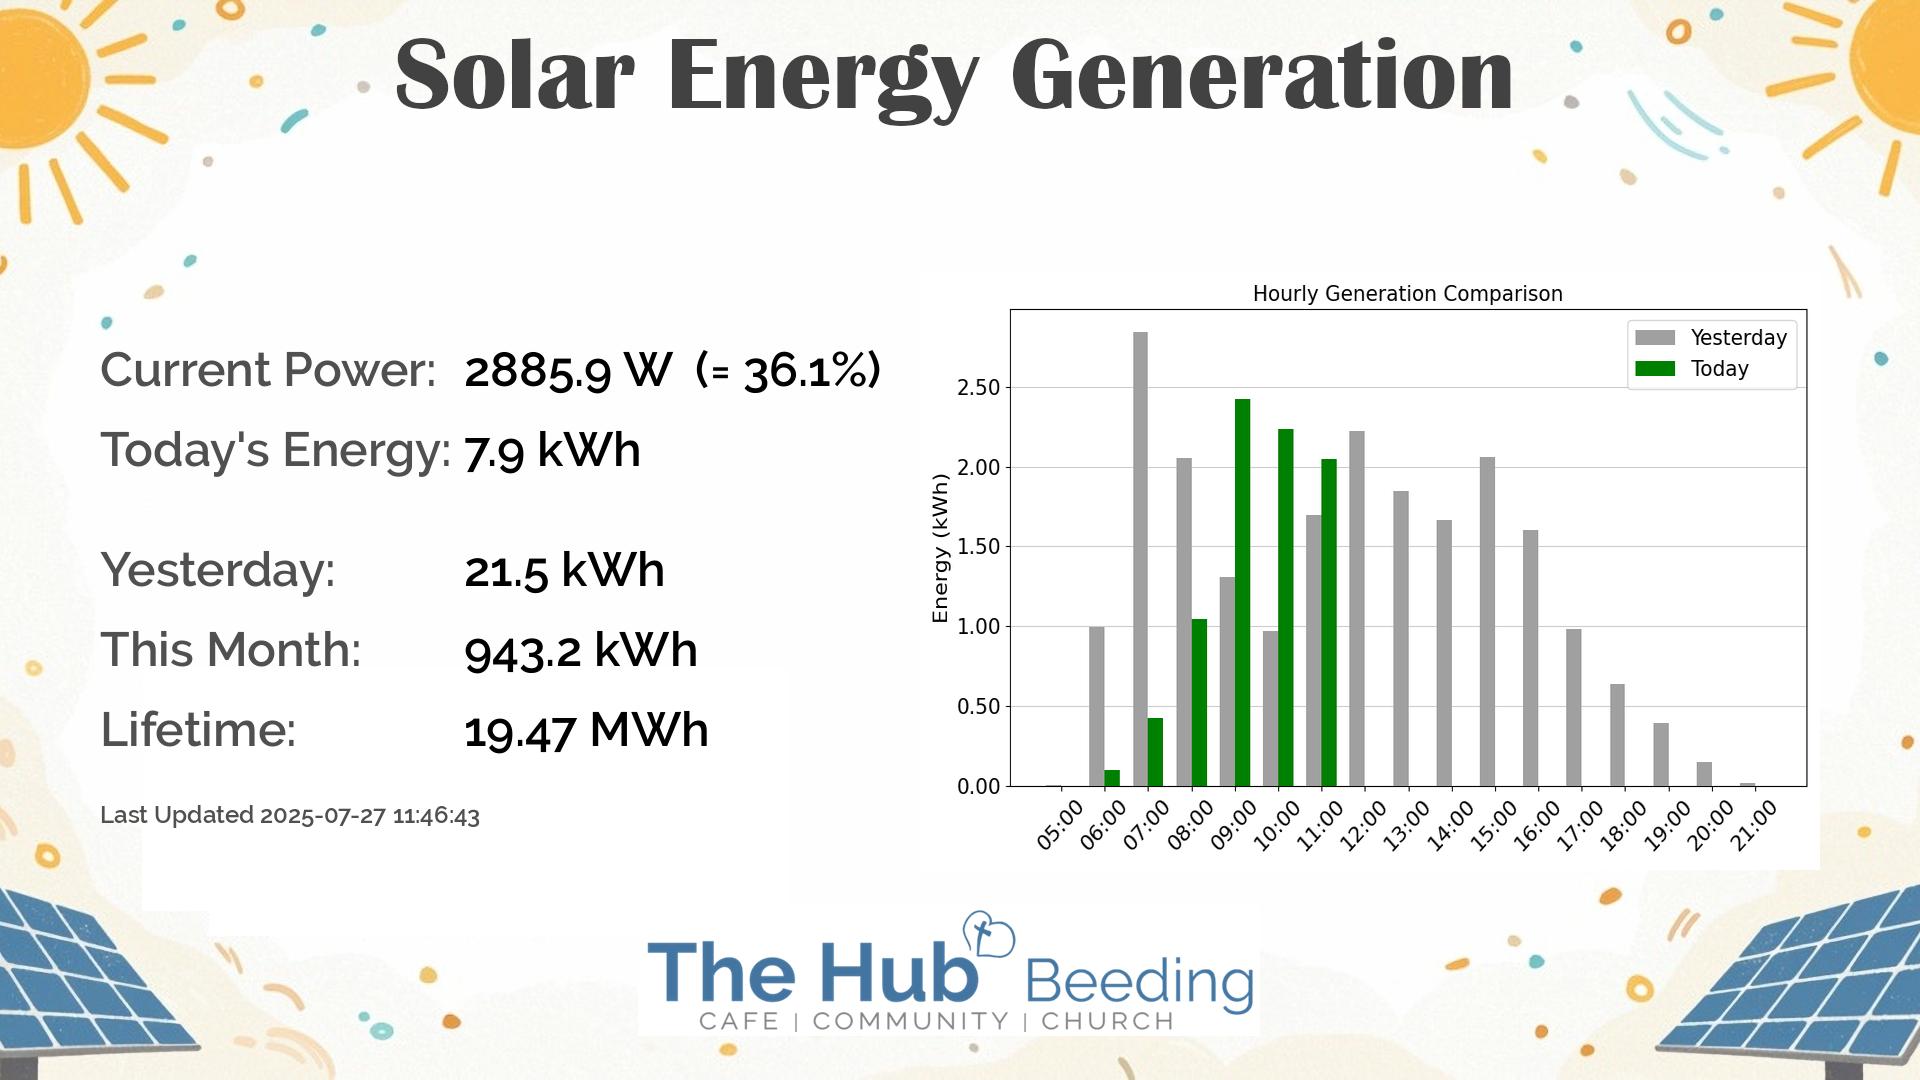 Solar Energy Generation
Current Power: 2885.9 W (= 36.1%)
Today's Energy: 7.9 kWh
Yesterday: 21.5 kWh
This Month: 943.2 kWh
Lifetime: 19.47 MWh
Last Updated 2025-07-27 11:46:43
Hourly Generation Comparison
Yesterday
Today
Energy (kWh)
2.50
2.00
1.50
1.00
0.50
0.00
05:00 06:00 07:00 08:00 09:00 10:00 11:00 12:00 13:00 14:00 15:00 16:00 17:00 18:00 19:00 20:00 21:00
The Hub Beeding
CAFE | COMMUNITY | CHURCH